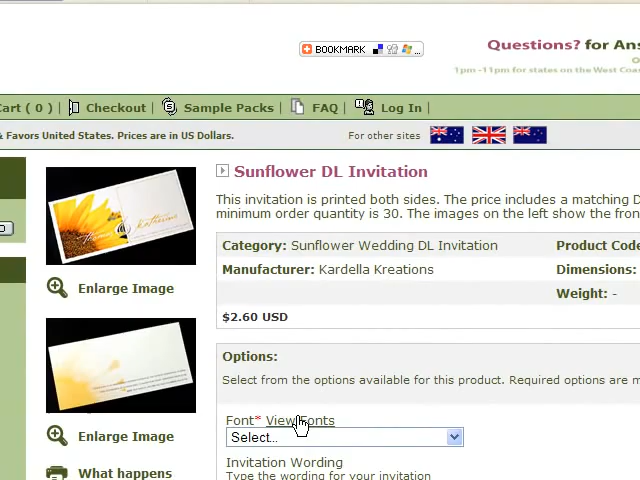 BOOKMARK
Questions? for Ans
1pm -11pm for states on the West Coas
Cart ( 0 ) | Checkout | Sample Packs | FAQ | Log In |
& Favors United States. Prices are in US Dollars.
For other sites
Sunflower DL Invitation
This invitation is printed both sides. The price includes a matching D
minimum order quantity is 30. The images on the left show the fron
Category: Sunflower Wedding DL Invitation
Product Code
Manufacturer: Kardella Kreations
Dimensions:
Weight: -
$2.60 USD
Enlarge Image
Options:
Select from the options available for this product. Required options are m
Font* View Fonts
Select...
Enlarge Image
Invitation Wording
Type the wording for your invitation
What happens